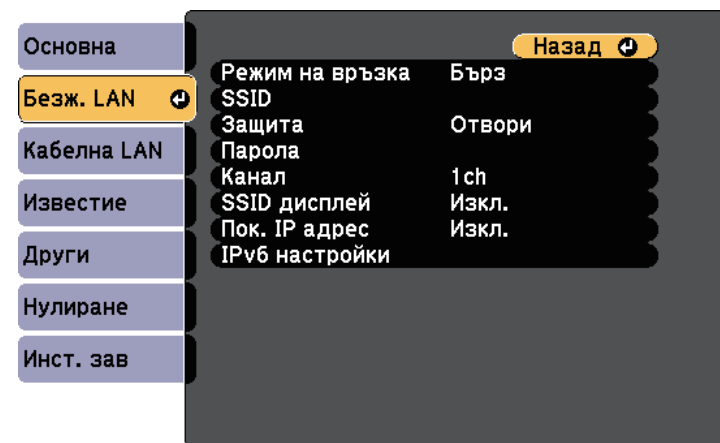 Основна
Безж. LAN
Кабелна LAN
Известие
Други
Нулиране
Инст. зав
Назад
Режим на връзка Бърз
SSID
Защита Отвори
Парола
Канал 1ch
SSID дисплей Изкл.
Пок. IP адрес Изкл.
IPv6 настройки